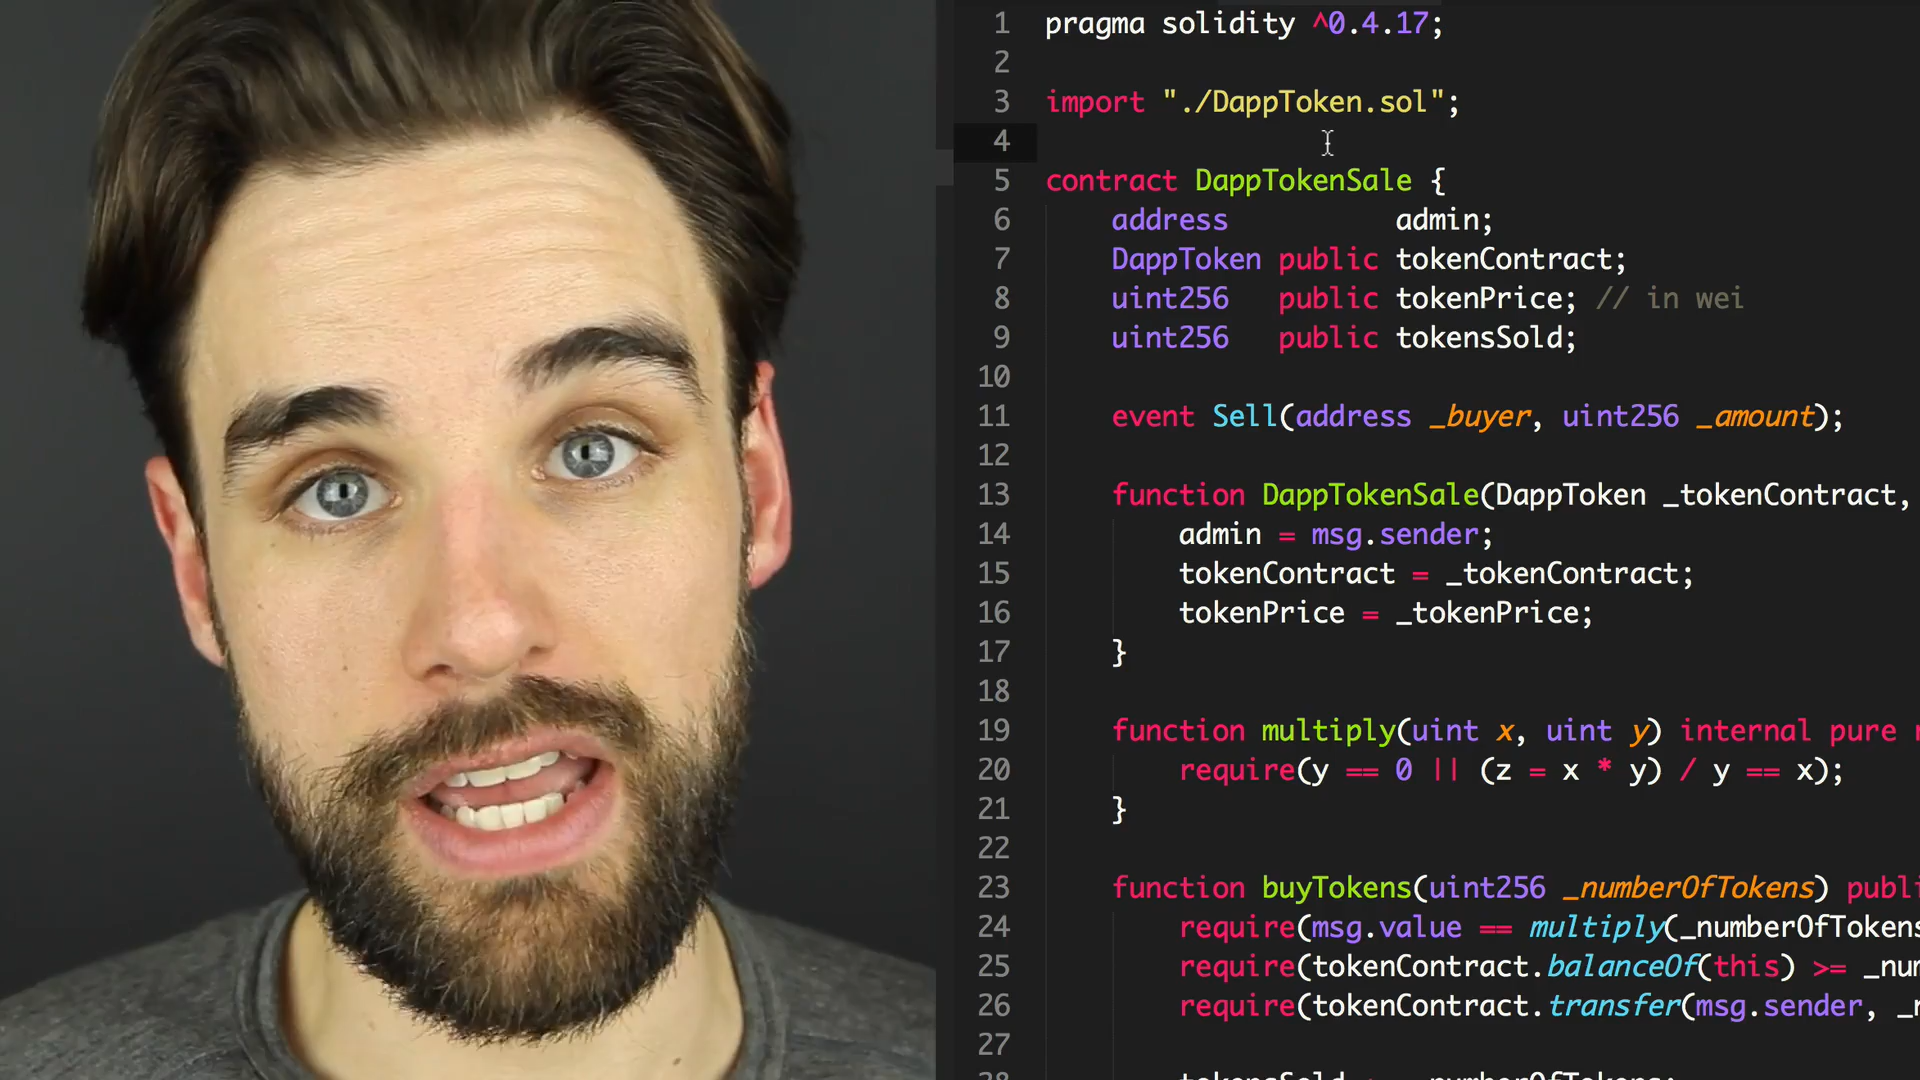 1 pragma solidity ^0.4.17;
2
3 import "./DappToken.sol";
4
5 contract DappTokenSale {
6 address admin;
7 DappToken public tokenContract;
8 uint256 public tokenPrice; // in wei
9 uint256 public tokensSold;
10
11 event Sell(address _buyer, uint256 _amount);
12
13 function DappTokenSale(DappToken _tokenContract,
14 admin = msg.sender;
15 tokenContract = _tokenContract;
16 tokenPrice = _tokenPrice;
17 }
18
19 function multiply(uint x, uint y) internal pure
20 require(y == 0 || (z = x * y) / y == x);
21 }
22
23 function buyTokens(uint256 _numberOfTokens) publi
24 require(msg.value == multiply(_numberOfTokens
25 require(tokenContract.balanceOf(this) >= _nu
26 require(tokenContract.transfer(msg.sender, _
27